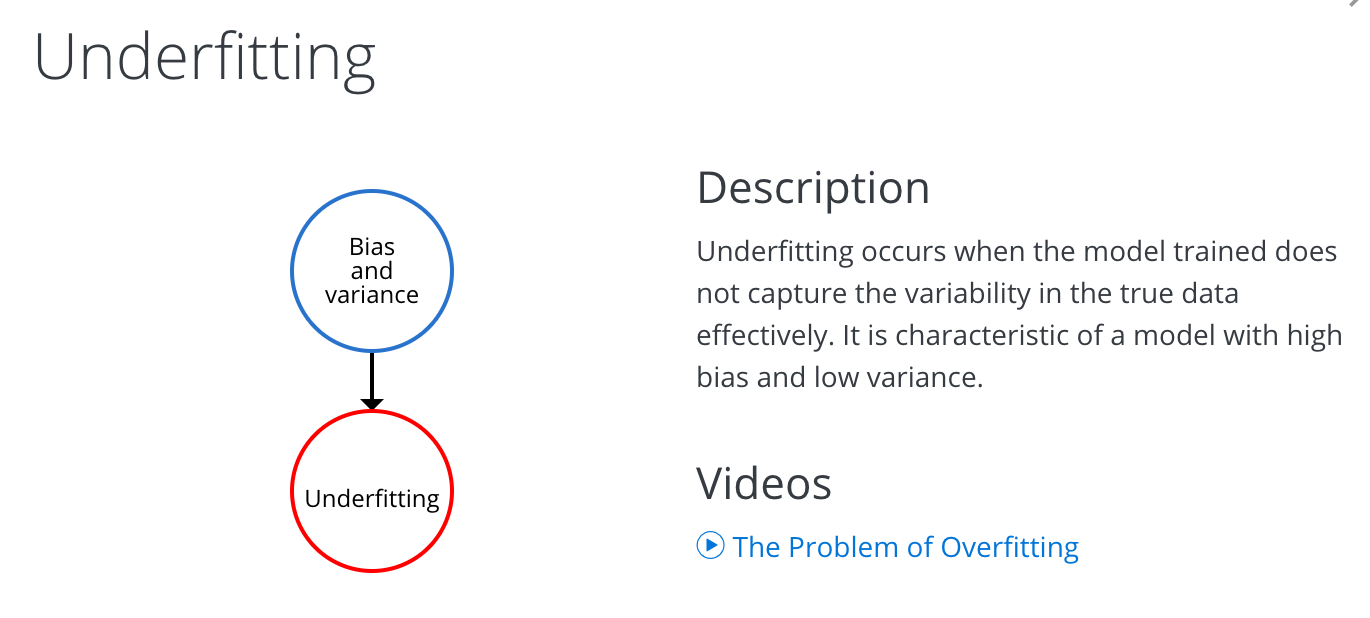 Underfitting
Bias
and
variance
Underfitting
Description
Underfitting occurs when the model trained does
not capture the variability in the true data
effectively. It is characteristic of a model with high
bias and low variance.
Videos
The Problem of Overfitting